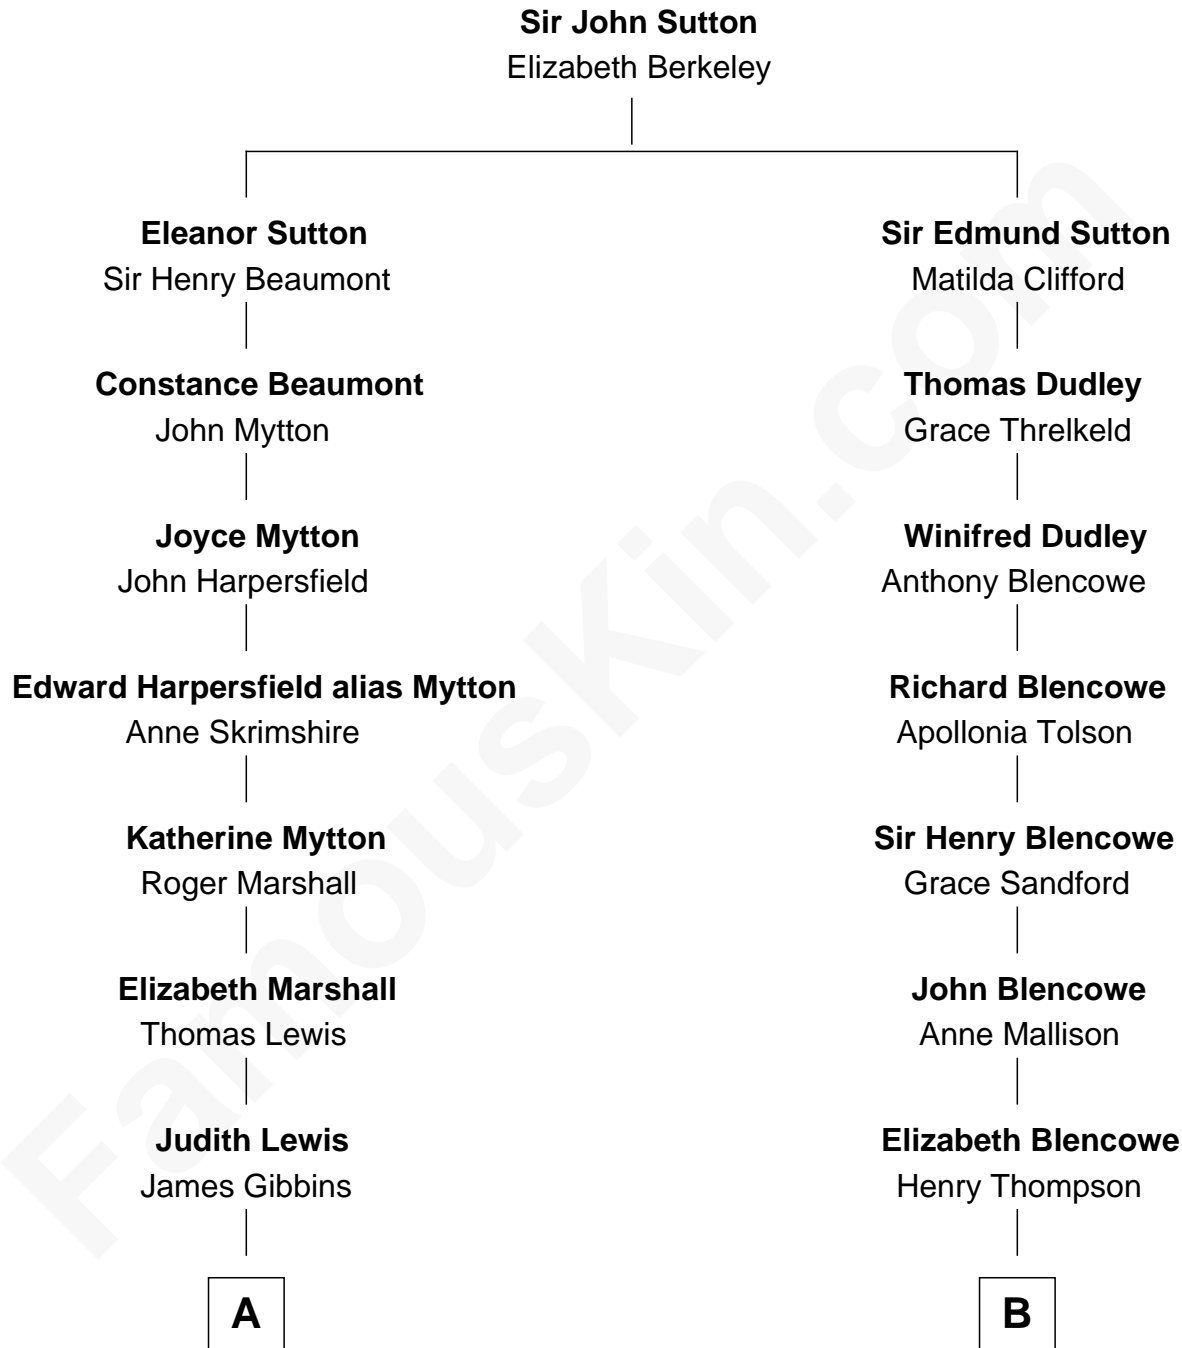 Sir John Sutton
Elizabeth Berkeley
Eleanor Sutton
Sir Henry Beaumont
Constance Beaumont
John Mytton
Joyce Mytton
John Harpersfield
Edward Harpersfield alias Mytton
Anne Skrimshire
Katherine Mytton
Roger Marshall
Elizabeth Marshall
Thomas Lewis
Judith Lewis
James Gibbins
A
Sir Edmund Sutton
Matilda Clifford
Thomas Dudley
Grace Threlkeld
Winifred Dudley
Anthony Blencowe
Richard Blencowe
Apollonia Tolson
Sir Henry Blencowe
Grace Sandford
John Blencowe
Anne Mallison
Elizabeth Blencowe
Henry Thompson
B
FamousKin.com